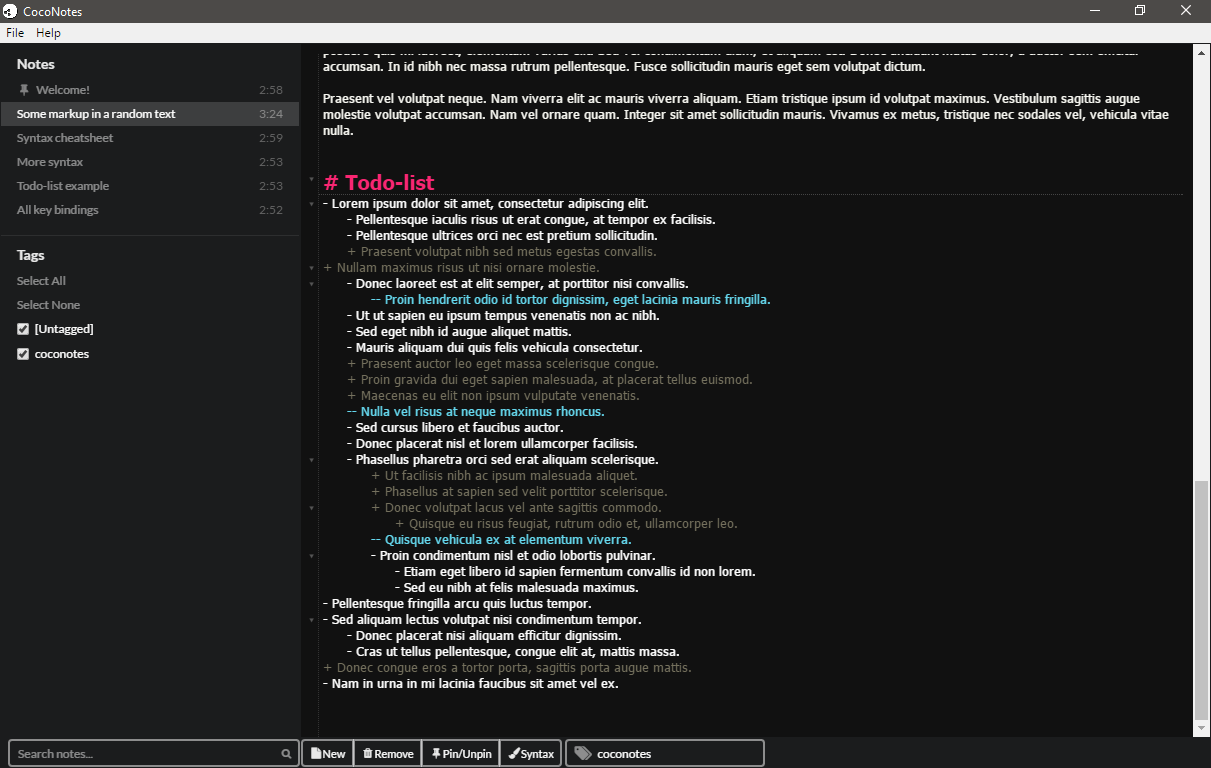 CocoNotes
File Help
Notes
Welcome! 2:58
Some markup in a random text 3:24
Syntax cheatsheet 2:59
More syntax 2:53
Todo-list example 2:53
All key bindings 2:52
Tags
Select All
Select None
[Untagged]
coconotes
accumsan. In id nibh nec massa rutrum pellentesque. Fusce sollicitudin mauris eget sem volutpat dictum.
Praesent vel volutpat neque. Nam viverra elit ac mauris viverra aliquam. Etiam tristique ipsum id volutpat maximus. Vestibulum sagittis augue
molestie volutpat accumsan. Nam vel ornare quam. Integer sit amet sollicitudin mauris. Vivamus ex metus, tristique nec sodales vel, vehicula vitae
nulla.
# Todo-list
- Lorem ipsum dolor sit amet, consectetur adipiscing elit.
- Pellentesque iaculis risus ut erat congue, at tempor ex facilisis.
- Pellentesque ultrices orci nec est pretium sollicitudin.
+ Praesent volutpat nibh sed metus egestas convallis.
+ Nullam maximus risus ut nisi ornare molestie.
- Donec laoreet est at elit semper, at porttitor nisi convallis.
-- Proin hendrerit odio id tortor dignissim, eget lacinia mauris fringilla.
- Ut ut sapien eu ipsum tempus venenatis non ac nibh.
- Sed eget nibh id augue aliquet mattis.
- Mauris aliquam dui quis felis vehicula consectetur.
+ Praesent auctor leo eget massa scelerisque congue.
+ Proin gravida dui eget sapien malesuada, at placerat tellus euismod.
+ Maecenas eu elit non ipsum vulputate venenatis.
-- Nulla vel risus at neque maximus rhoncus.
- Sed cursus libero et faucibus auctor.
- Donec placerat nisl et lorem ullamcorper facilisis.
- Phasellus pharetra orci sed erat aliquam scelerisque.
+ Ut facilisis nibh ac ipsum malesuada aliquet.
+ Phasellus at sapien sed velit porttitor scelerisque.
+ Donec volutpat lacus vel ante sagittis commodo.
+ Quisque eu risus feugiat, rutrum odio et, ullamcorper leo.
-- Quisque vehicula ex at elementum viverra.
- Proin condimentum nisl et odio lobortis pulvinar.
- Etiam eget libero id sapien fermentum convallis id non lorem.
- Sed eu nibh at felis malesuada maximus.
- Pellentesque fringilla arcu quis luctus tempor.
- Sed aliquam lectus volutpat nisi condimentum tempor.
- Donec placerat nisi aliquam efficitur dignissim.
- Cras ut tellus pellentesque, congue elit at, mattis massa.
+ Donec congue eros a tortor porta, sagittis porta augue mattis.
- Nam in urna in mi lacinia faucibus sit amet vel ex.
Search notes... New Remove Pin/Unpin Syntax coconotes